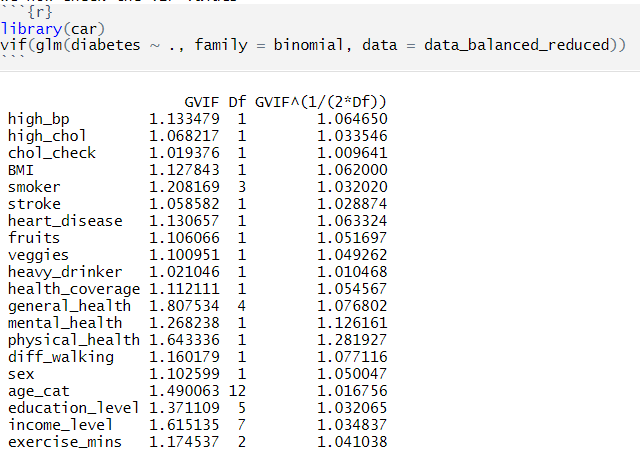 ```{r}
library(car)
vif(glm(diabetes ~ ., family = binomial, data = data_balanced_reduced))
```
GVIF Df GVIF^(1/(2*Df))
high_bp 1.133479 1 1.064650
high_chol 1.068217 1 1.033546
chol_check 1.019376 1 1.009641
BMI 1.127843 1 1.062000
smoker 1.208169 3 1.032020
stroke 1.058582 1 1.028874
heart_disease 1.130657 1 1.063324
fruits 1.106066 1 1.051697
veggies 1.100951 1 1.049262
heavy_drinker 1.021046 1 1.010468
health_coverage 1.112111 1 1.054567
general_health 1.807534 4 1.076802
mental_health 1.268238 1 1.126161
physical_health 1.643336 1 1.281927
diff_walking 1.160179 1 1.077116
sex 1.102599 1 1.050047
age_cat 1.490063 12 1.016756
education_level 1.371109 5 1.032065
income_level 1.615135 7 1.034837
exercise_mins 1.174537 2 1.041038